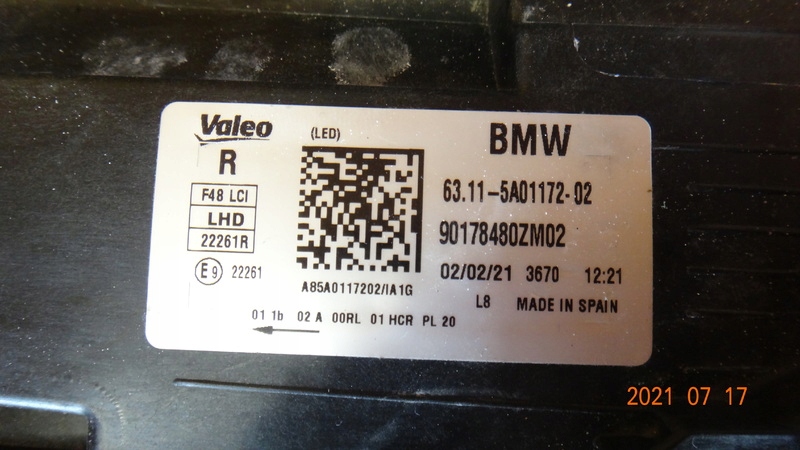 Valeo (LED) BMW
R
F48 LCI
LHD
22261R
63.11-5A01172-02
90178480ZM02
E9 22261
02/02/21 3670 12:21
A85A0117202/IA1G
L8 MADE IN SPAIN
01 1b 02 A 00RL 01 HCR PL 20
2021 07 17